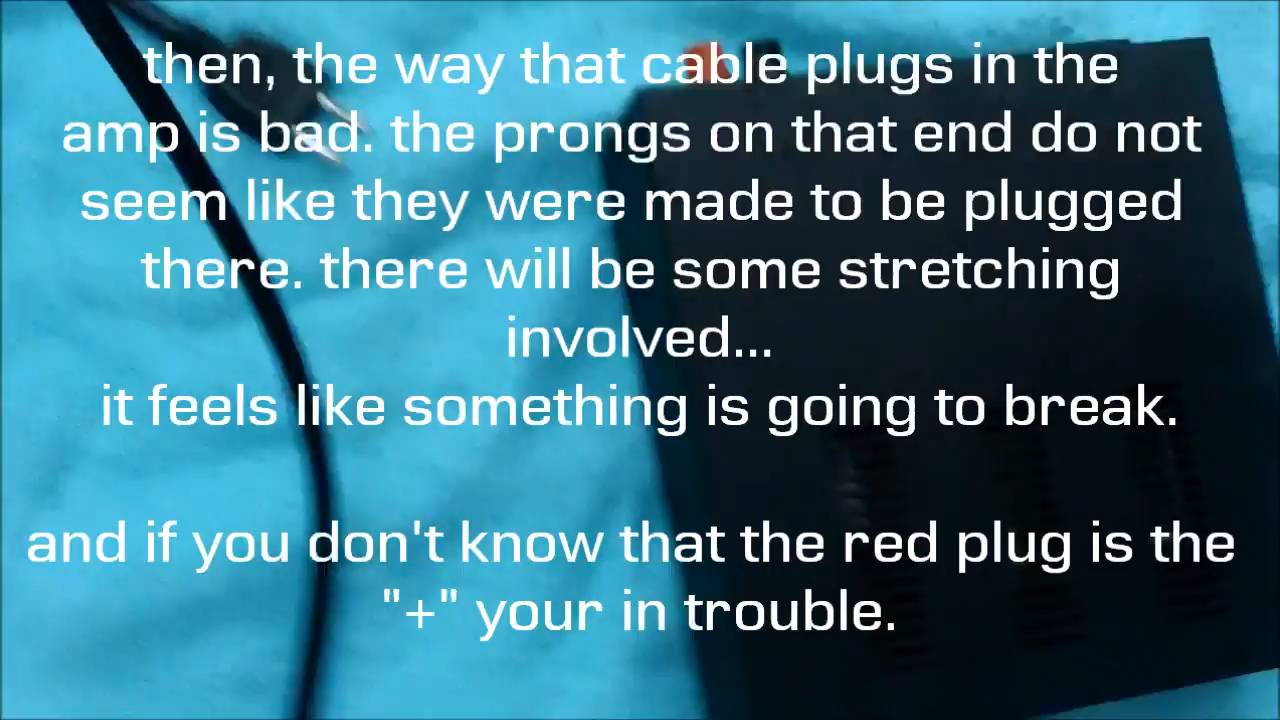 then, the way that cable plugs in the
amp is bad. the prongs on that end do not
seem like they were made to be plugged
there. there will be some stretching
involved...
it feels like something is going to break.
and if you don't know that the red plug is the
"+" your in trouble.